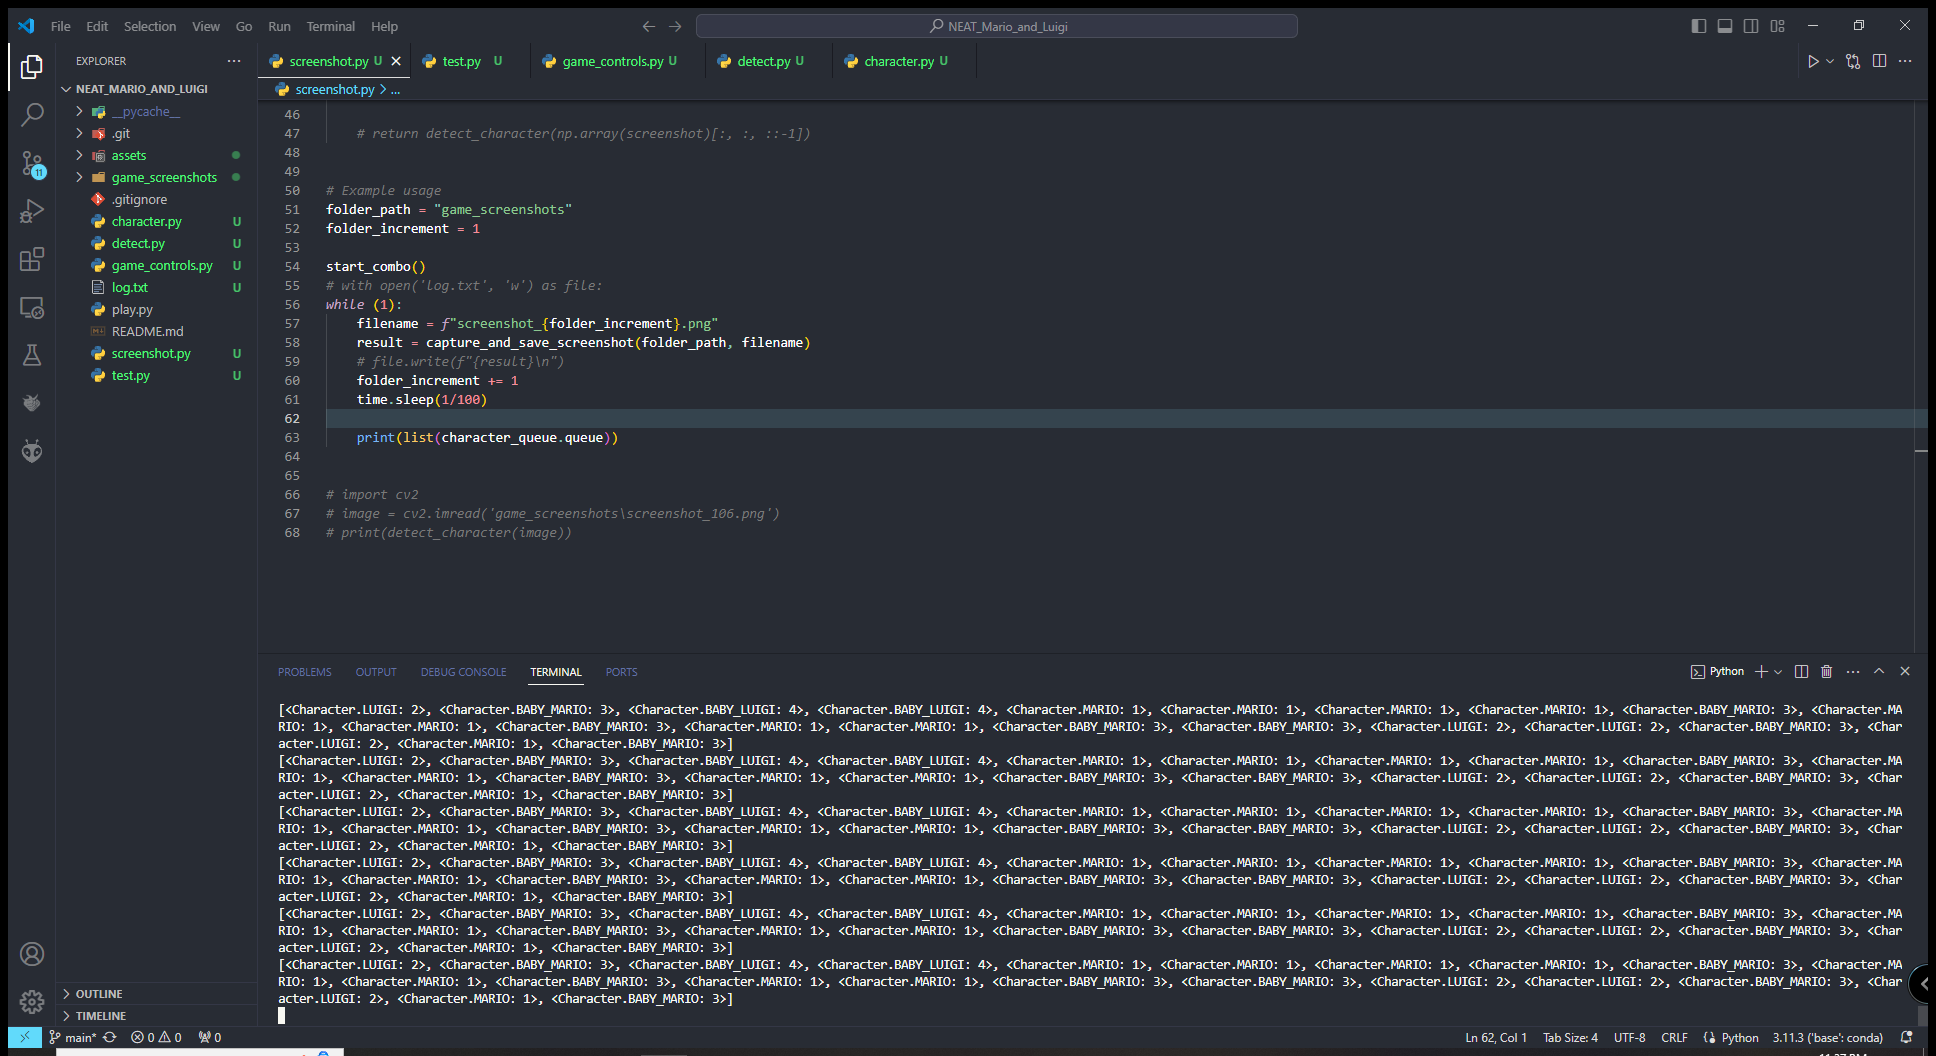 File Edit Selection View Go Run Terminal Help
NEAT_Mario_and_Luigi
EXPLORER
screenshot.py U
test.py U
game_controls.py U
detect.py U
character.py U
NEAT_MARIO_AND_LUIGI
__pycache__
.git
assets
game_screenshots
.gitignore
character.py U
detect.py U
game_controls.py U
log.txt U
play.py
README.md
screenshot.py U
test.py U
11
OUTLINE
TIMELINE
screenshot.py > ...
46
47 # return detect_character(np.array(screenshot)[:, :, ::-1])
48
49
50 # Example usage
51 folder_path = "game_screenshots"
52 folder_increment = 1
53
54 start_combo()
55 # with open('log.txt', 'w') as file:
56 while (1):
57 filename = f"screenshot_{folder_increment}.png"
58 result = capture_and_save_screenshot(folder_path, filename)
59 # file.write(f"{result}\n")
60 folder_increment += 1
61 time.sleep(1/100)
62
63 print(list(character_queue.queue))
64
65
66 # import cv2
67 # image = cv2.imread('game_screenshots\screenshot_106.png')
68 # print(detect_character(image))
PROBLEMS OUTPUT DEBUG CONSOLE TERMINAL PORTS
Python
[<Character.LUIGI: 2>, <Character.BABY_MARIO: 3>, <Character.BABY_LUIGI: 4>, <Character.BABY_LUIGI: 4>, <Character.MARIO: 1>, <Character.MARIO: 1>, <Character.MARIO: 1>, <Character.MARIO: 1>, <Character.BABY_MARIO: 3>, <Character.MA
RIO: 1>, <Character.MARIO: 1>, <Character.BABY_MARIO: 3>, <Character.MARIO: 1>, <Character.MARIO: 1>, <Character.BABY_MARIO: 3>, <Character.BABY_MARIO: 3>, <Character.LUIGI: 2>, <Character.LUIGI: 2>, <Character.BABY_MARIO: 3>, <Char
acter.LUIGI: 2>, <Character.MARIO: 1>, <Character.BABY_MARIO: 3>]
[<Character.LUIGI: 2>, <Character.BABY_MARIO: 3>, <Character.BABY_LUIGI: 4>, <Character.BABY_LUIGI: 4>, <Character.MARIO: 1>, <Character.MARIO: 1>, <Character.MARIO: 1>, <Character.MARIO: 1>, <Character.BABY_MARIO: 3>, <Character.MA
RIO: 1>, <Character.MARIO: 1>, <Character.BABY_MARIO: 3>, <Character.MARIO: 1>, <Character.MARIO: 1>, <Character.BABY_MARIO: 3>, <Character.BABY_MARIO: 3>, <Character.LUIGI: 2>, <Character.LUIGI: 2>, <Character.BABY_MARIO: 3>, <Char
acter.LUIGI: 2>, <Character.MARIO: 1>, <Character.BABY_MARIO: 3>]
[<Character.LUIGI: 2>, <Character.BABY_MARIO: 3>, <Character.BABY_LUIGI: 4>, <Character.BABY_LUIGI: 4>, <Character.MARIO: 1>, <Character.MARIO: 1>, <Character.MARIO: 1>, <Character.MARIO: 1>, <Character.BABY_MARIO: 3>, <Character.MA
RIO: 1>, <Character.MARIO: 1>, <Character.BABY_MARIO: 3>, <Character.MARIO: 1>, <Character.MARIO: 1>, <Character.BABY_MARIO: 3>, <Character.BABY_MARIO: 3>, <Character.LUIGI: 2>, <Character.LUIGI: 2>, <Character.BABY_MARIO: 3>, <Char
acter.LUIGI: 2>, <Character.MARIO: 1>, <Character.BABY_MARIO: 3>]
[<Character.LUIGI: 2>, <Character.BABY_MARIO: 3>, <Character.BABY_LUIGI: 4>, <Character.BABY_LUIGI: 4>, <Character.MARIO: 1>, <Character.MARIO: 1>, <Character.MARIO: 1>, <Character.MARIO: 1>, <Character.BABY_MARIO: 3>, <Character.MA
RIO: 1>, <Character.MARIO: 1>, <Character.BABY_MARIO: 3>, <Character.MARIO: 1>, <Character.MARIO: 1>, <Character.BABY_MARIO: 3>, <Character.BABY_MARIO: 3>, <Character.LUIGI: 2>, <Character.LUIGI: 2>, <Character.BABY_MARIO: 3>, <Char
acter.LUIGI: 2>, <Character.MARIO: 1>, <Character.BABY_MARIO: 3>]
[<Character.LUIGI: 2>, <Character.BABY_MARIO: 3>, <Character.BABY_LUIGI: 4>, <Character.BABY_LUIGI: 4>, <Character.MARIO: 1>, <Character.MARIO: 1>, <Character.MARIO: 1>, <Character.MARIO: 1>, <Character.BABY_MARIO: 3>, <Character.MA
RIO: 1>, <Character.MARIO: 1>, <Character.BABY_MARIO: 3>, <Character.MARIO: 1>, <Character.MARIO: 1>, <Character.BABY_MARIO: 3>, <Character.BABY_MARIO: 3>, <Character.LUIGI: 2>, <Character.LUIGI: 2>, <Character.BABY_MARIO: 3>, <Char
acter.LUIGI: 2>, <Character.MARIO: 1>, <Character.BABY_MARIO: 3>]
[<Character.LUIGI: 2>, <Character.BABY_MARIO: 3>, <Character.BABY_LUIGI: 4>, <Character.BABY_LUIGI: 4>, <Character.MARIO: 1>, <Character.MARIO: 1>, <Character.MARIO: 1>, <Character.MARIO: 1>, <Character.BABY_MARIO: 3>, <Character.MA
RIO: 1>, <Character.MARIO: 1>, <Character.BABY_MARIO: 3>, <Character.MARIO: 1>, <Character.MARIO: 1>, <Character.BABY_MARIO: 3>, <Character.BABY_MARIO: 3>, <Character.LUIGI: 2>, <Character.LUIGI: 2>, <Character.BABY_MARIO: 3>, <Char
acter.LUIGI: 2>, <Character.MARIO: 1>, <Character.BABY_MARIO: 3>]
main* 0 0 0 Ln 62, Col 1 Tab Size: 4 UTF-8 CRLF Python 3.11.3 ('base': conda)